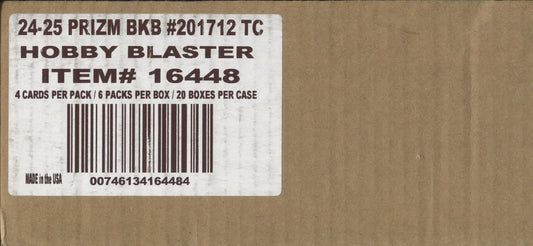 24-25 PRIZM BKB #201712 TC
HOBBY BLASTER
ITEM# 16448
4 CARDS PER PACK / 6 PACKS PER BOX / 20 BOXES PER CASE
MADE in the USA
00746134164484